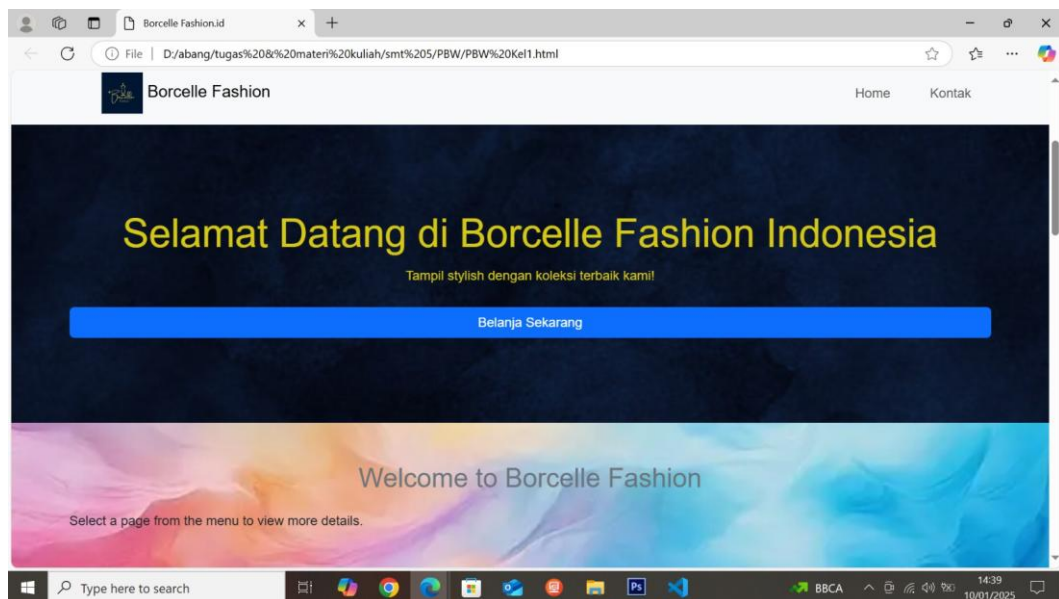 Borcelle Fashion.id
File | D:/abang/tugas%20&%20materi%20kuliah/smt%205/PBW/PBW%20Kel1.html
Borcelle Fashion
Home Kontak
Selamat Datang di Borcelle Fashion Indonesia
Tampil stylish dengan koleksi terbaik kami!
Belanja Sekarang
Welcome to Borcelle Fashion
Select a page from the menu to view more details.
Type here to search
Ps
BBCA
14:39
10/01/2025